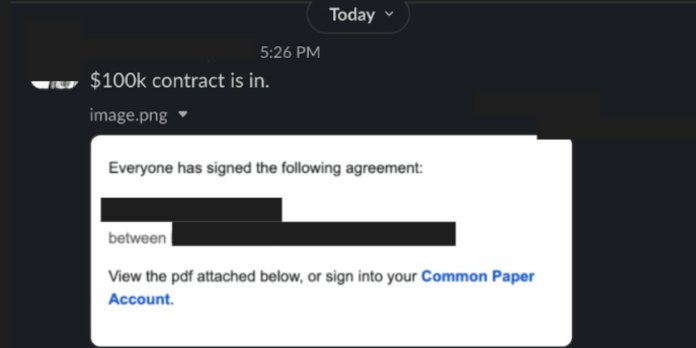 Today
5:26 PM
$100k contract is in.
image.png
Everyone has signed the following agreement:
between
View the pdf attached below, or sign into your Common Paper
Account.